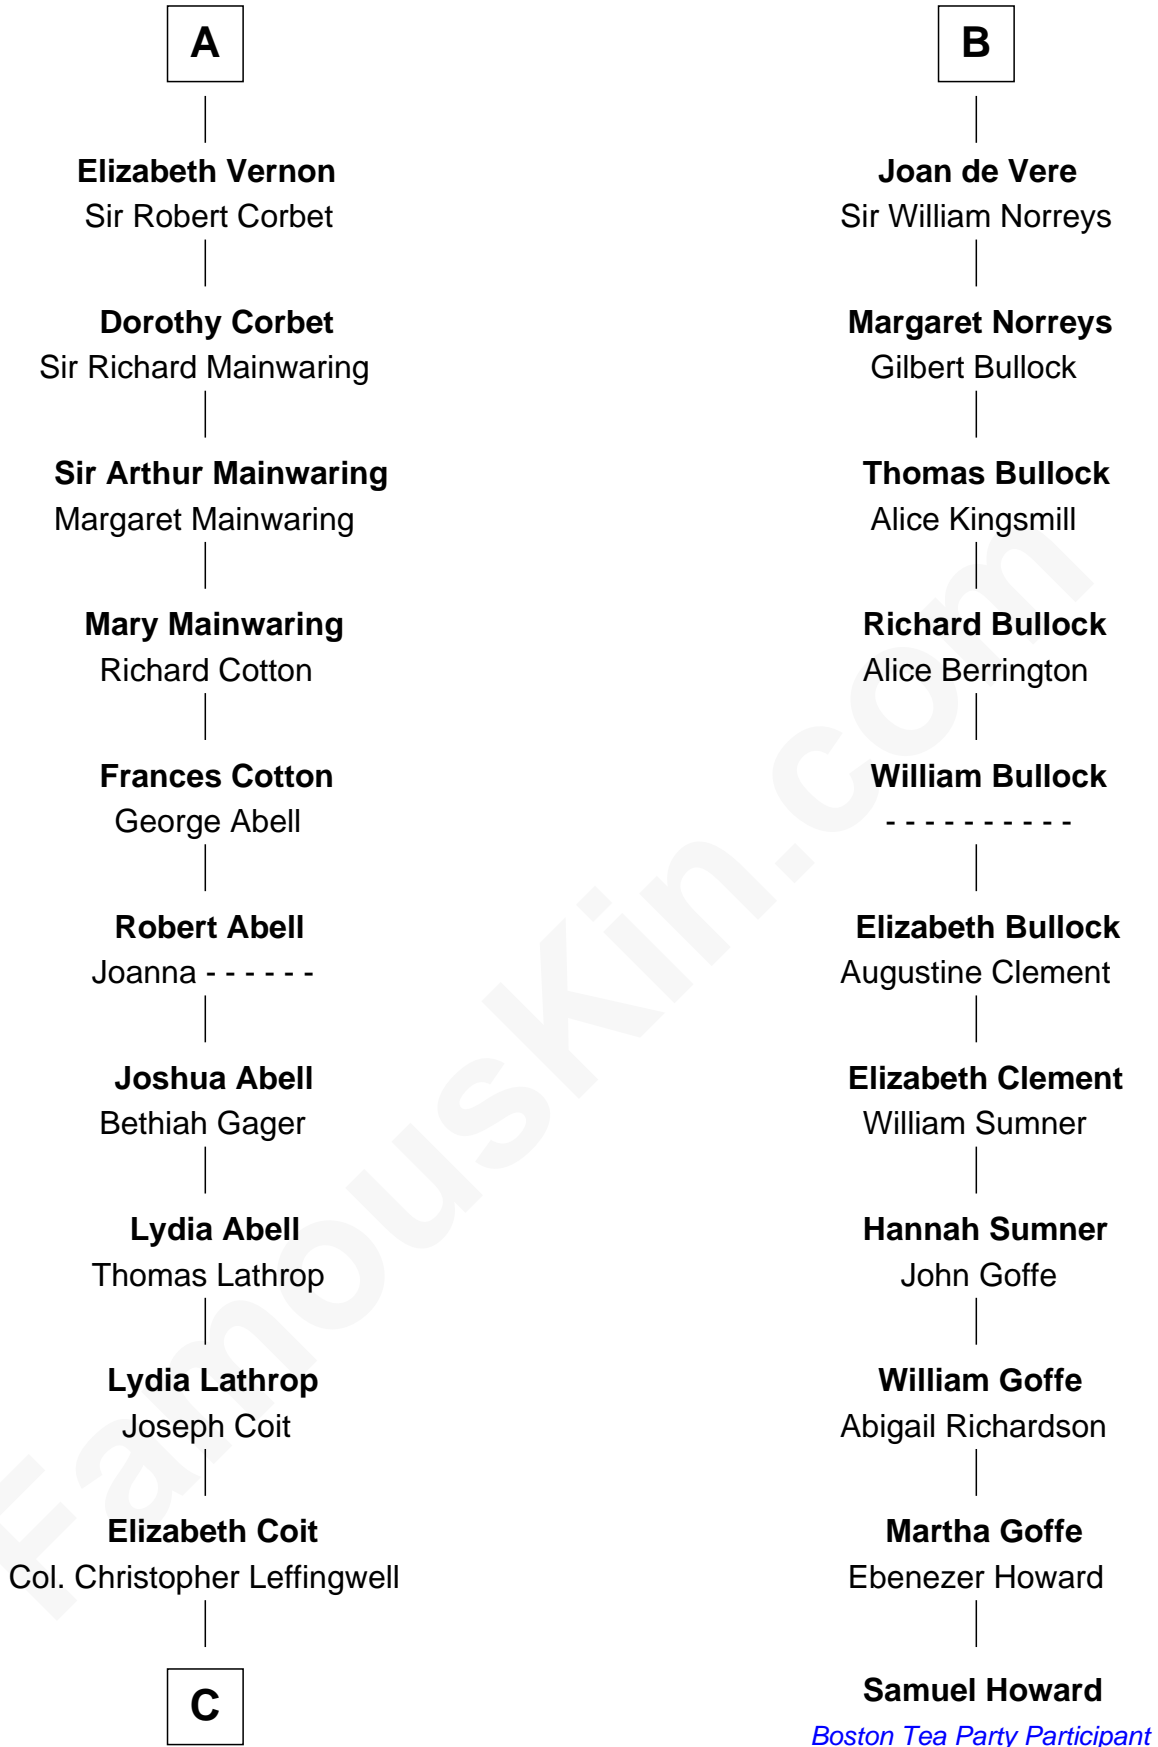 A
Elizabeth Vernon
Sir Robert Corbet
Dorothy Corbet
Sir Richard Mainwaring
Sir Arthur Mainwaring
Margaret Mainwaring
Mary Mainwaring
Richard Cotton
Frances Cotton
George Abell
Robert Abell
Joanna - - - - - -
Joshua Abell
Bethiah Gager
Lydia Abell
Thomas Lathrop
Lydia Lathrop
Joseph Coit
Elizabeth Coit
Col. Christopher Leffingwell
C
B
Joan de Vere
Sir William Norreys
Margaret Norreys
Gilbert Bullock
Thomas Bullock
Alice Kingsmill
Richard Bullock
Alice Berrington
William Bullock
- - - - - - - - - -
Elizabeth Bullock
Augustine Clement
Elizabeth Clement
William Sumner
Hannah Sumner
John Goffe
William Goffe
Abigail Richardson
Martha Goffe
Ebenezer Howard
Samuel Howard
Boston Tea Party Participant
FamousKin.com